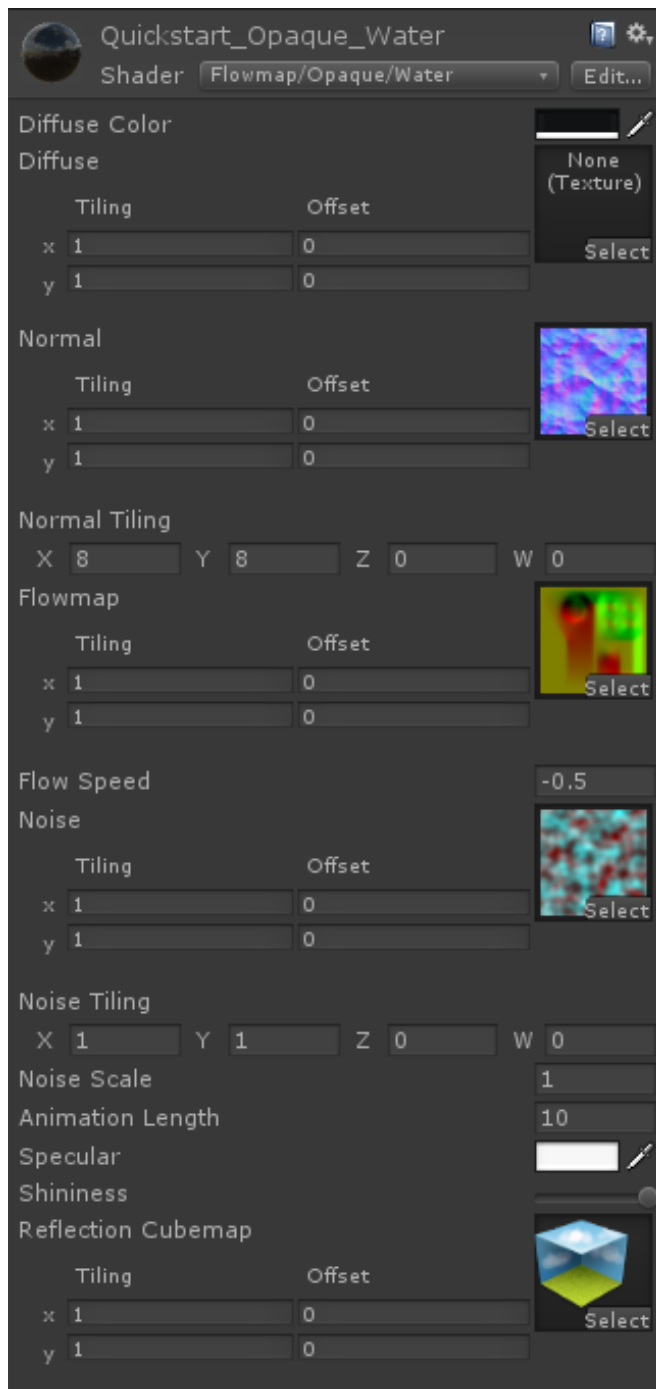 Quickstart_Opaque_Water
Shader Flowmap/Opaque/Water Edit...
Diffuse Color
Diffuse None
(Texture)
Tiling Offset
x 1 0 Select
y 1 0
Normal
Tiling Offset
x 1 0 Select
y 1 0
Normal Tiling
X 8 Y 8 Z 0 W 0
Flowmap
Tiling Offset
x 1 0 Select
y 1 0
Flow Speed -0.5
Noise
Tiling Offset
x 1 0 Select
y 1 0
Noise Tiling
X 1 Y 1 Z 0 W 0
Noise Scale 1
Animation Length 10
Specular
Shininess
Reflection Cubemap
Tiling Offset
x 1 0 Select
y 1 0